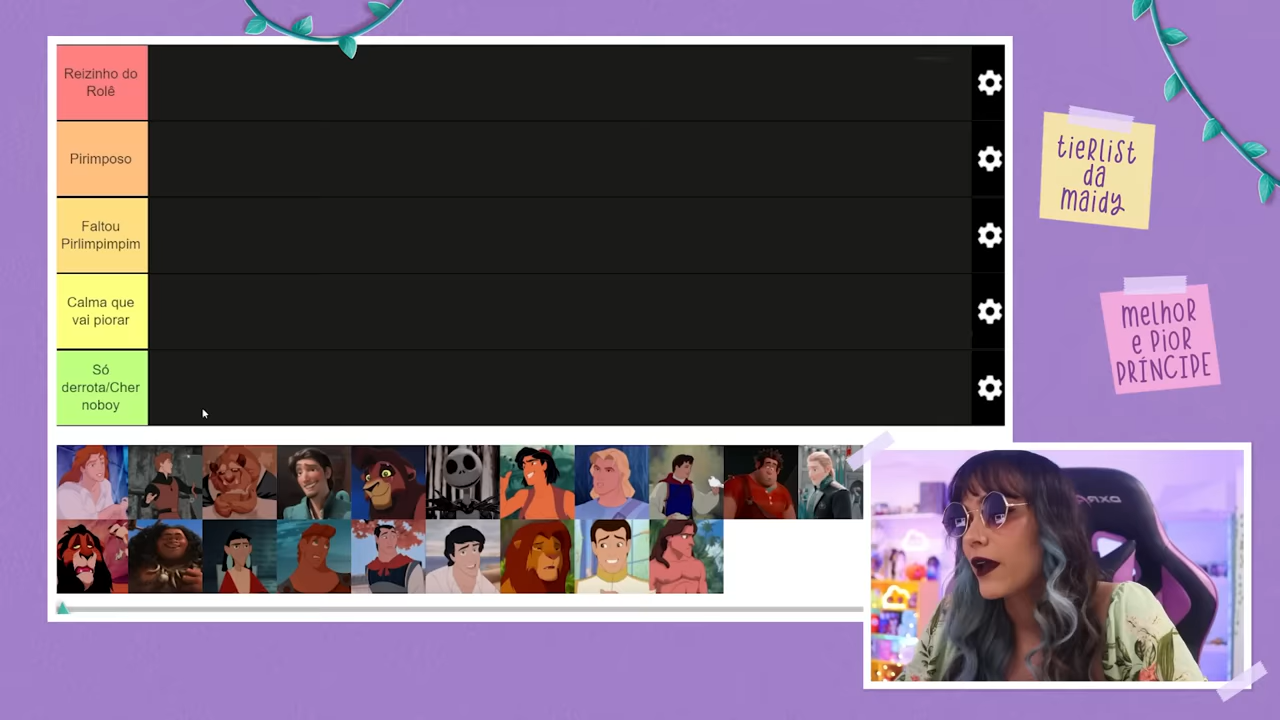 Reizinho do
Rolê
Pirimposo
Faltou
Pirlimpimpim
Calma que
vai piorar
Só
derrota/Cher
noboy
tierlist
da
maidy
melhor
e pior
príncipe